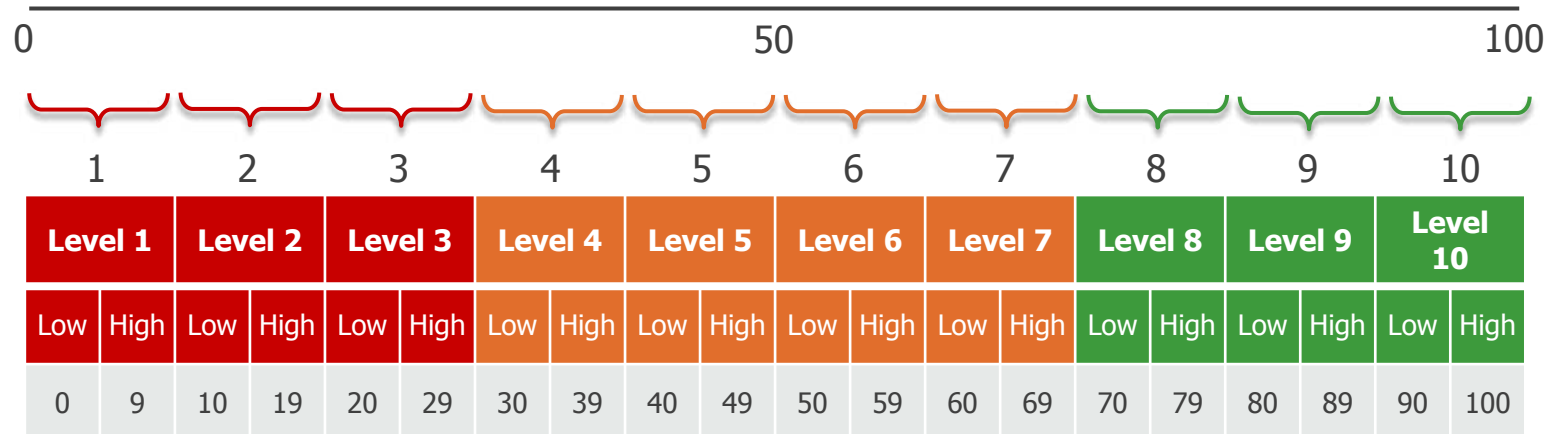 0 50 100
1 2 3 4 5 6 7 8 9 10
Level 1 Level 2 Level 3 Level 4 Level 5 Level 6 Level 7 Level 8 Level 9 Level
10
Low High Low High Low High Low High Low High Low High Low High Low High Low High Low High
0 9 10 19 20 29 30 39 40 49 50 59 60 69 70 79 80 89 90 100